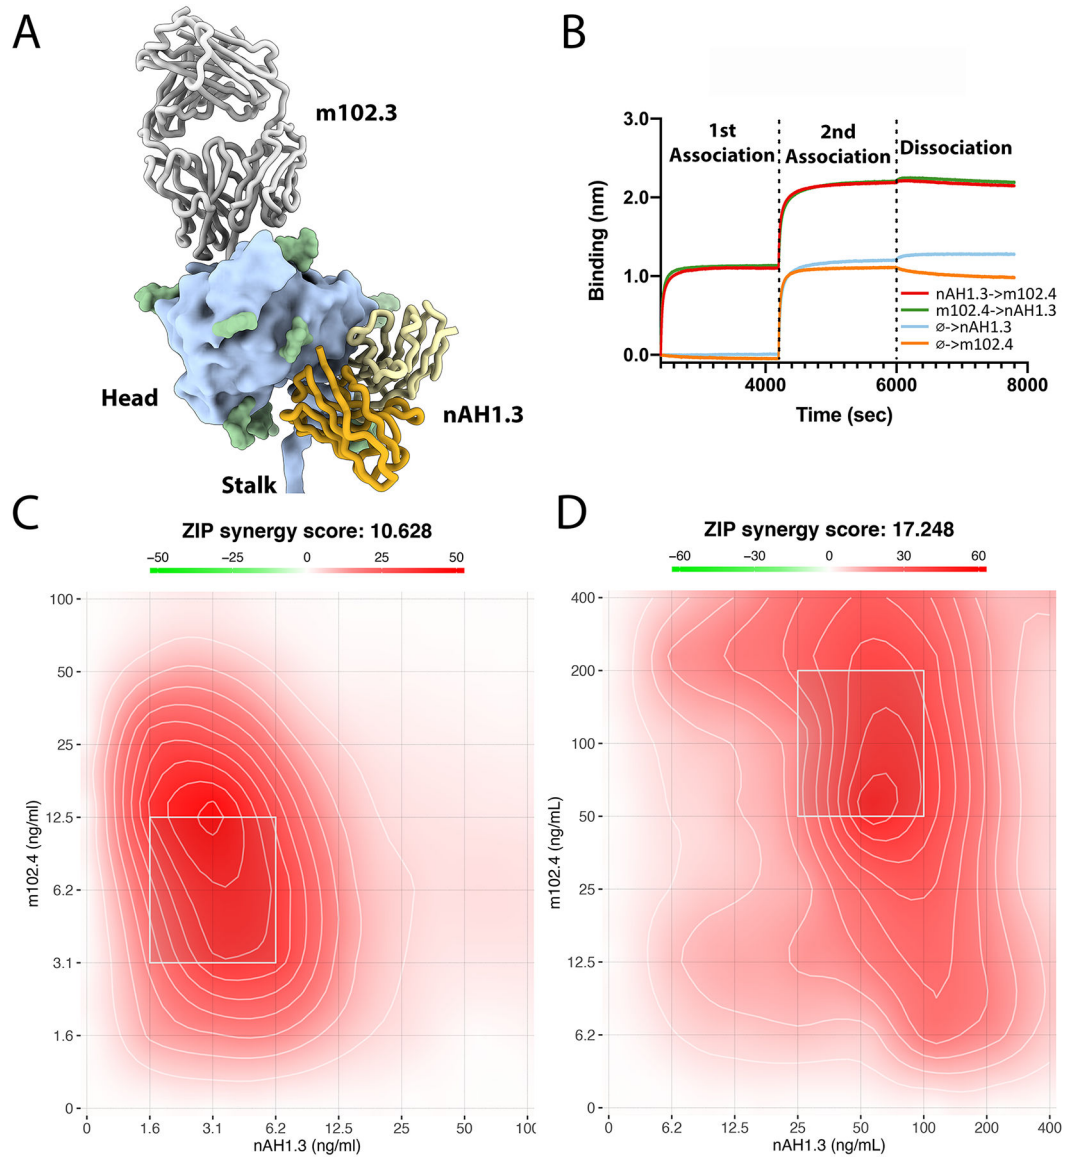 A
m102.3
Head
nAH1.3
Stalk
B
3.0
2.0
1.0
0.0
Binding (nm)
1st
Association
2nd
Association
Dissociation
nAH1.3->m102.4
m102.4->nAH1.3
ø->nAH1.3
ø->m102.4
4000 6000 8000
Time (sec)
C
ZIP synergy score: 10.628
−50 −25 0 25 50
100
50
25
12.5
6.2
3.1
1.6
0
m102.4 (ng/ml)
0 1.6 3.1 6.2 12.5 25 50 100
nAH1.3 (ng/ml)
D
ZIP synergy score: 17.248
−60 −30 0 30 60
400
200
100
50
25
12.5
6.2
0
m102.4 (ng/mL)
0 6.2 12.5 25 50 100 200 400
nAH1.3 (ng/mL)